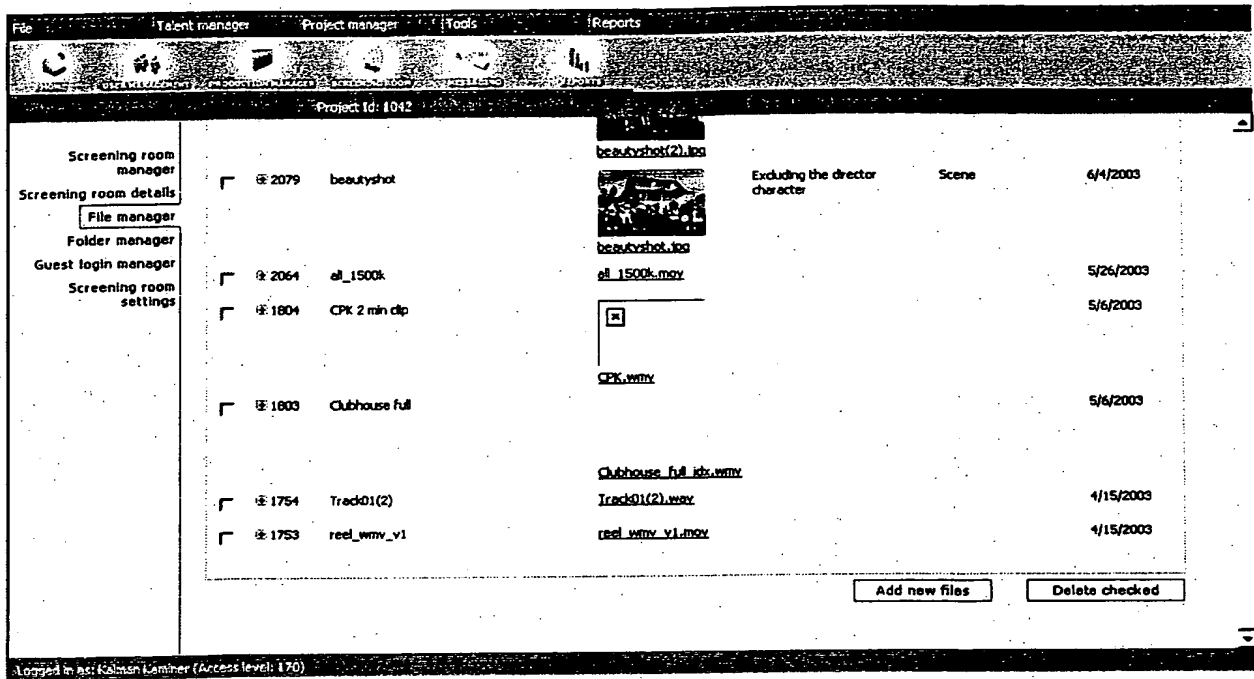 File Talent manager Project manager Tools Reports
HOME
Project Id: 1042
Screening room
manager
Screening room details
File manager
Folder manager
Guest login manager
Screening room
settings
beautyshot(2).jpg
2079 beautyshot Excluding the director Scene 6/4/2003
character
beautyshot.jpg
2064 all_1500k all_1500k.mov 5/26/2003
1804 CPK 2 min clip 5/6/2003
CPK.wmv
1803 Clubhouse full 5/6/2003
Clubhouse_full_idx.wmv
1754 Track01(2) Track01(2).wav 4/15/2003
1753 reel_wmv_v1 reel_wmv_v1.mov 4/15/2003
Add new files Delete checked
Logged in as: Kalman Kaminer (Access level: 170)